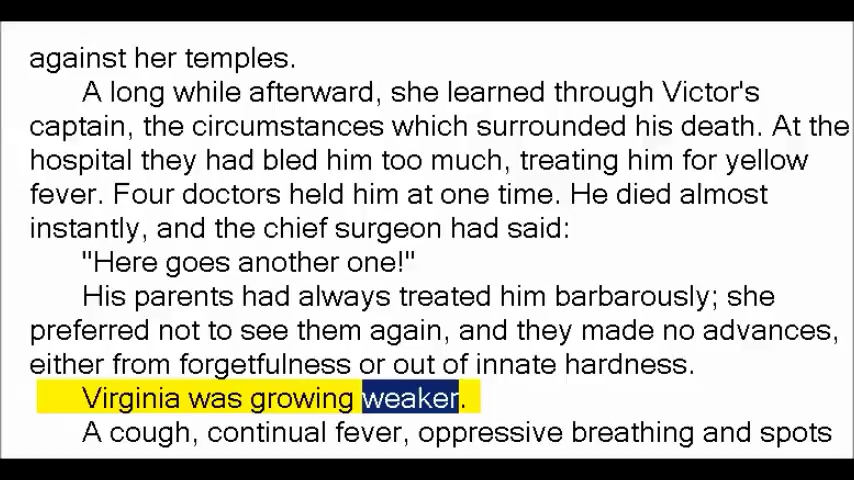 against her temples.
A long while afterward, she learned through Victor's
captain, the circumstances which surrounded his death. At the
hospital they had bled him too much, treating him for yellow
fever. Four doctors held him at one time. He died almost
instantly, and the chief surgeon had said:
"Here goes another one!"
His parents had always treated him barbarously; she
preferred not to see them again, and they made no advances,
either from forgetfulness or out of innate hardness.
Virginia was growing weaker.
A cough, continual fever, oppressive breathing and spots